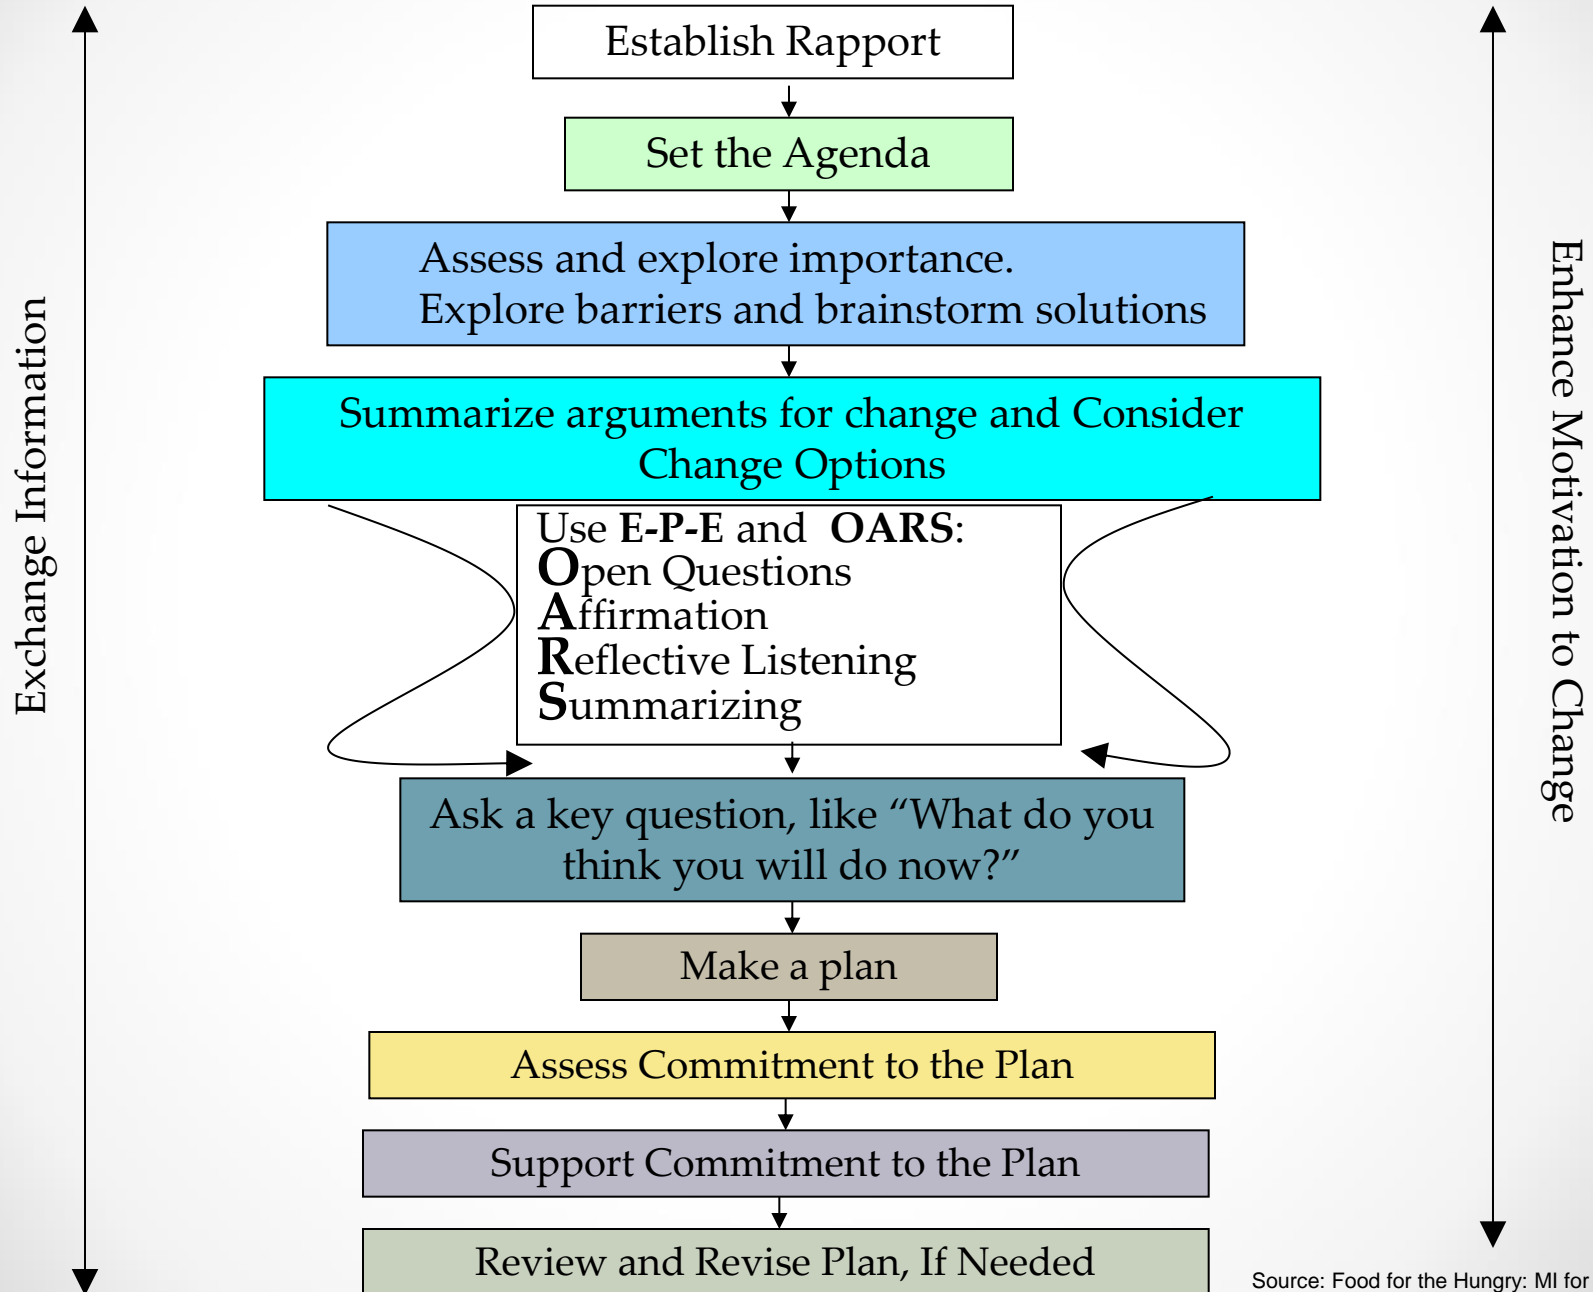 Establish Rapport
Set the Agenda
Assess and explore importance.
Explore barriers and brainstorm solutions
Summarize arguments for change and Consider
Change Options
Use E-P-E and OARS:
Open Questions
Affirmation
Reflective Listening
Summarizing
Ask a key question, like “What do you
think you will do now?”
Make a plan
Assess Commitment to the Plan
Support Commitment to the Plan
Review and Revise Plan, If Needed
Exchange Information
Enhance Motivation to Change
Source: Food for the Hungry: MI for